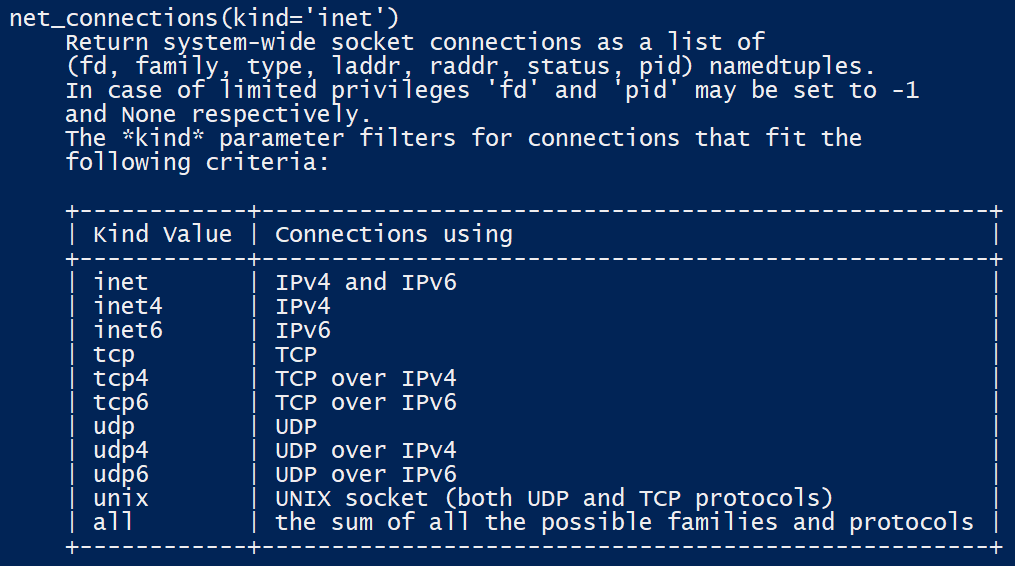 net_connections(kind='inet')
    Return system-wide socket connections as a list of
    (fd, family, type, laddr, raddr, status, pid) namedtuples.
    In case of limited privileges 'fd' and 'pid' may be set to -1
    and None respectively.
    The *kind* parameter filters for connections that fit the
    following criteria:

    +------------+----------------------------------------------------+
    | Kind Value | Connections using                                  |
    +------------+----------------------------------------------------+
    | inet       | IPv4 and IPv6                                      |
    | inet4      | IPv4                                               |
    | inet6      | IPv6                                               |
    | tcp        | TCP                                                |
    | tcp4       | TCP over IPv4                                      |
    | tcp6       | TCP over IPv6                                      |
    | udp        | UDP                                                |
    | udp4       | UDP over IPv4                                      |
    | udp6       | UDP over IPv6                                      |
    | unix       | UNIX socket (both UDP and TCP protocols)           |
    | all        | the sum of all the possible families and protocols |
    +------------+----------------------------------------------------+